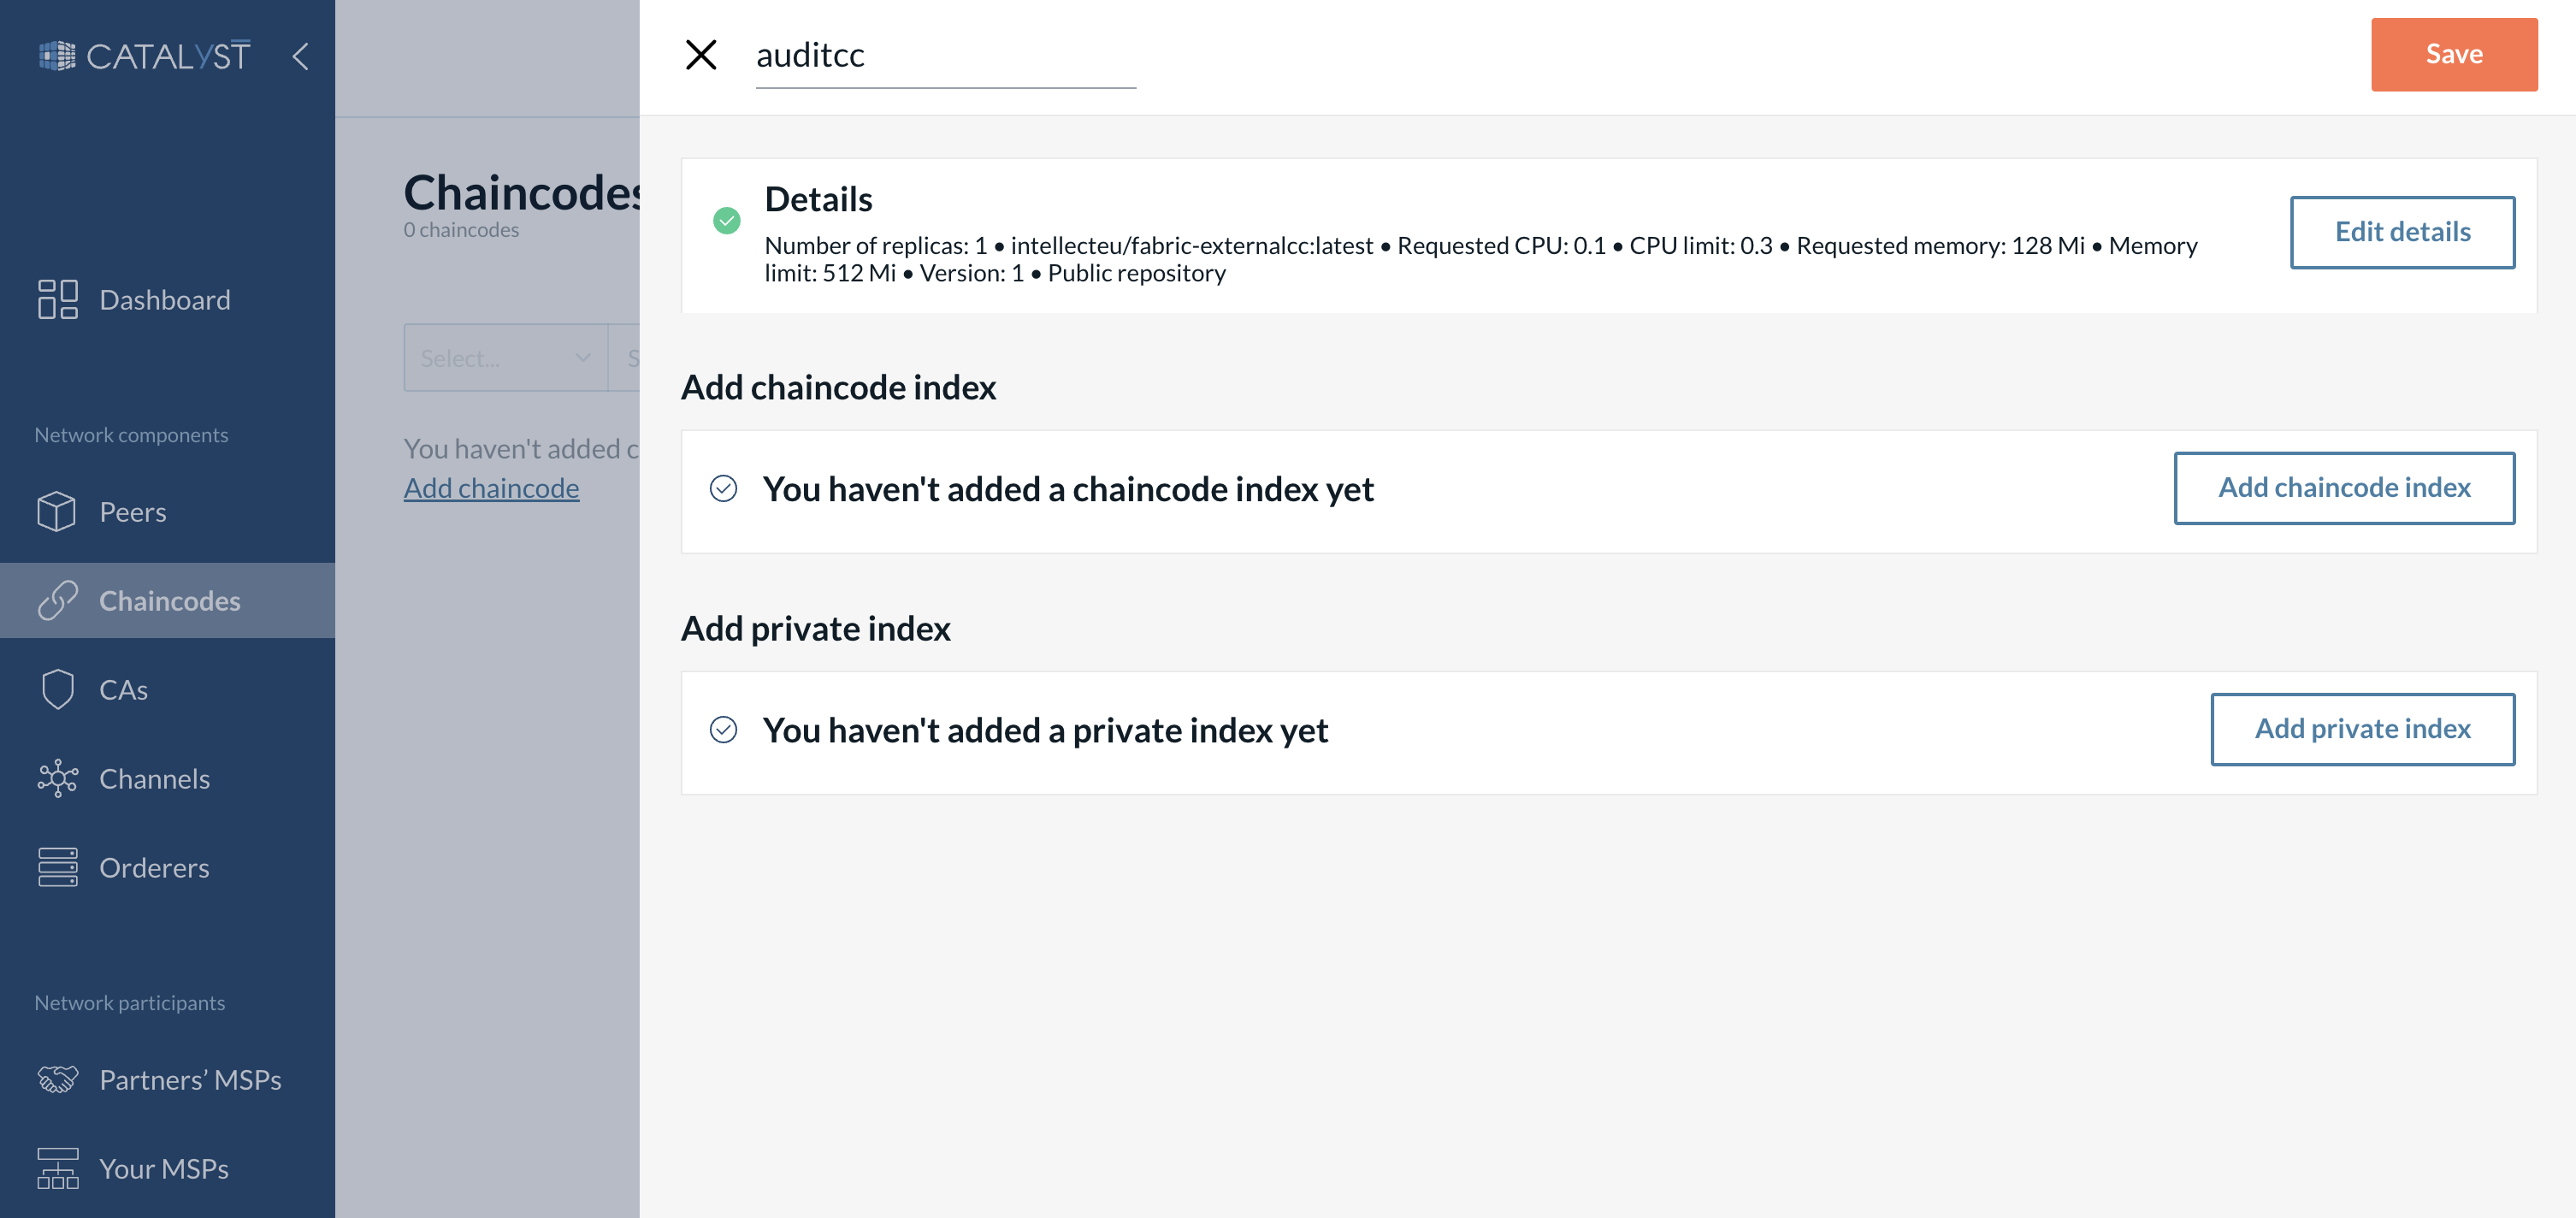 CATALYST
auditcc
Save
Chaincodes
0 chaincodes
Details
Number of replicas: 1 • intellecteu/fabric-externalcc:latest • Requested CPU: 0.1 • CPU limit: 0.3 • Requested memory: 128 Mi • Memory
limit: 512 Mi • Version: 1 • Public repository
Edit details
Dashboard
Select...
S
Add chaincode index
Network components
You haven't added c
Add chaincode
You haven't added a chaincode index yet
Add chaincode index
Peers
Chaincodes
Add private index
CAs
You haven't added a private index yet
Add private index
Channels
Orderers
Network participants
Partners’ MSPs
Your MSPs